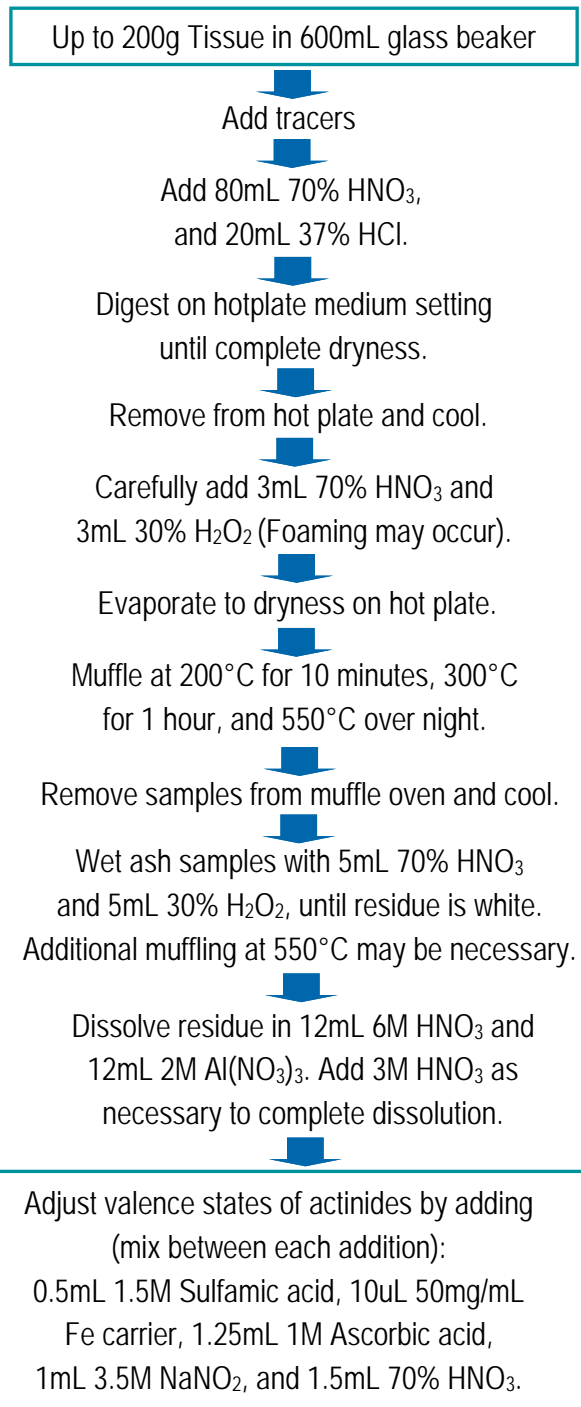 Up to 200g Tissue in 600mL glass beaker
Add tracers
Add 80mL 70% HNO₃,
and 20mL 37% HCl.
Digest on hotplate medium setting
until complete dryness.
Remove from hot plate and cool.
Carefully add 3mL 70% HNO₃ and
3mL 30% H₂O₂ (Foaming may occur).
Evaporate to dryness on hot plate.
Muffle at 200°C for 10 minutes, 300°C
for 1 hour, and 550°C over night.
Remove samples from muffle oven and cool.
Wet ash samples with 5mL 70% HNO₃
and 5mL 30% H₂O₂, until residue is white.
Additional muffling at 550°C may be necessary.
Dissolve residue in 12mL 6M HNO₃ and
12mL 2M Al(NO₃)₃. Add 3M HNO₃ as
necessary to complete dissolution.
Adjust valence states of actinides by adding
(mix between each addition):
0.5mL 1.5M Sulfamic acid, 10uL 50mg/mL
Fe carrier, 1.25mL 1M Ascorbic acid,
1mL 3.5M NaNO₂, and 1.5mL 70% HNO₃.